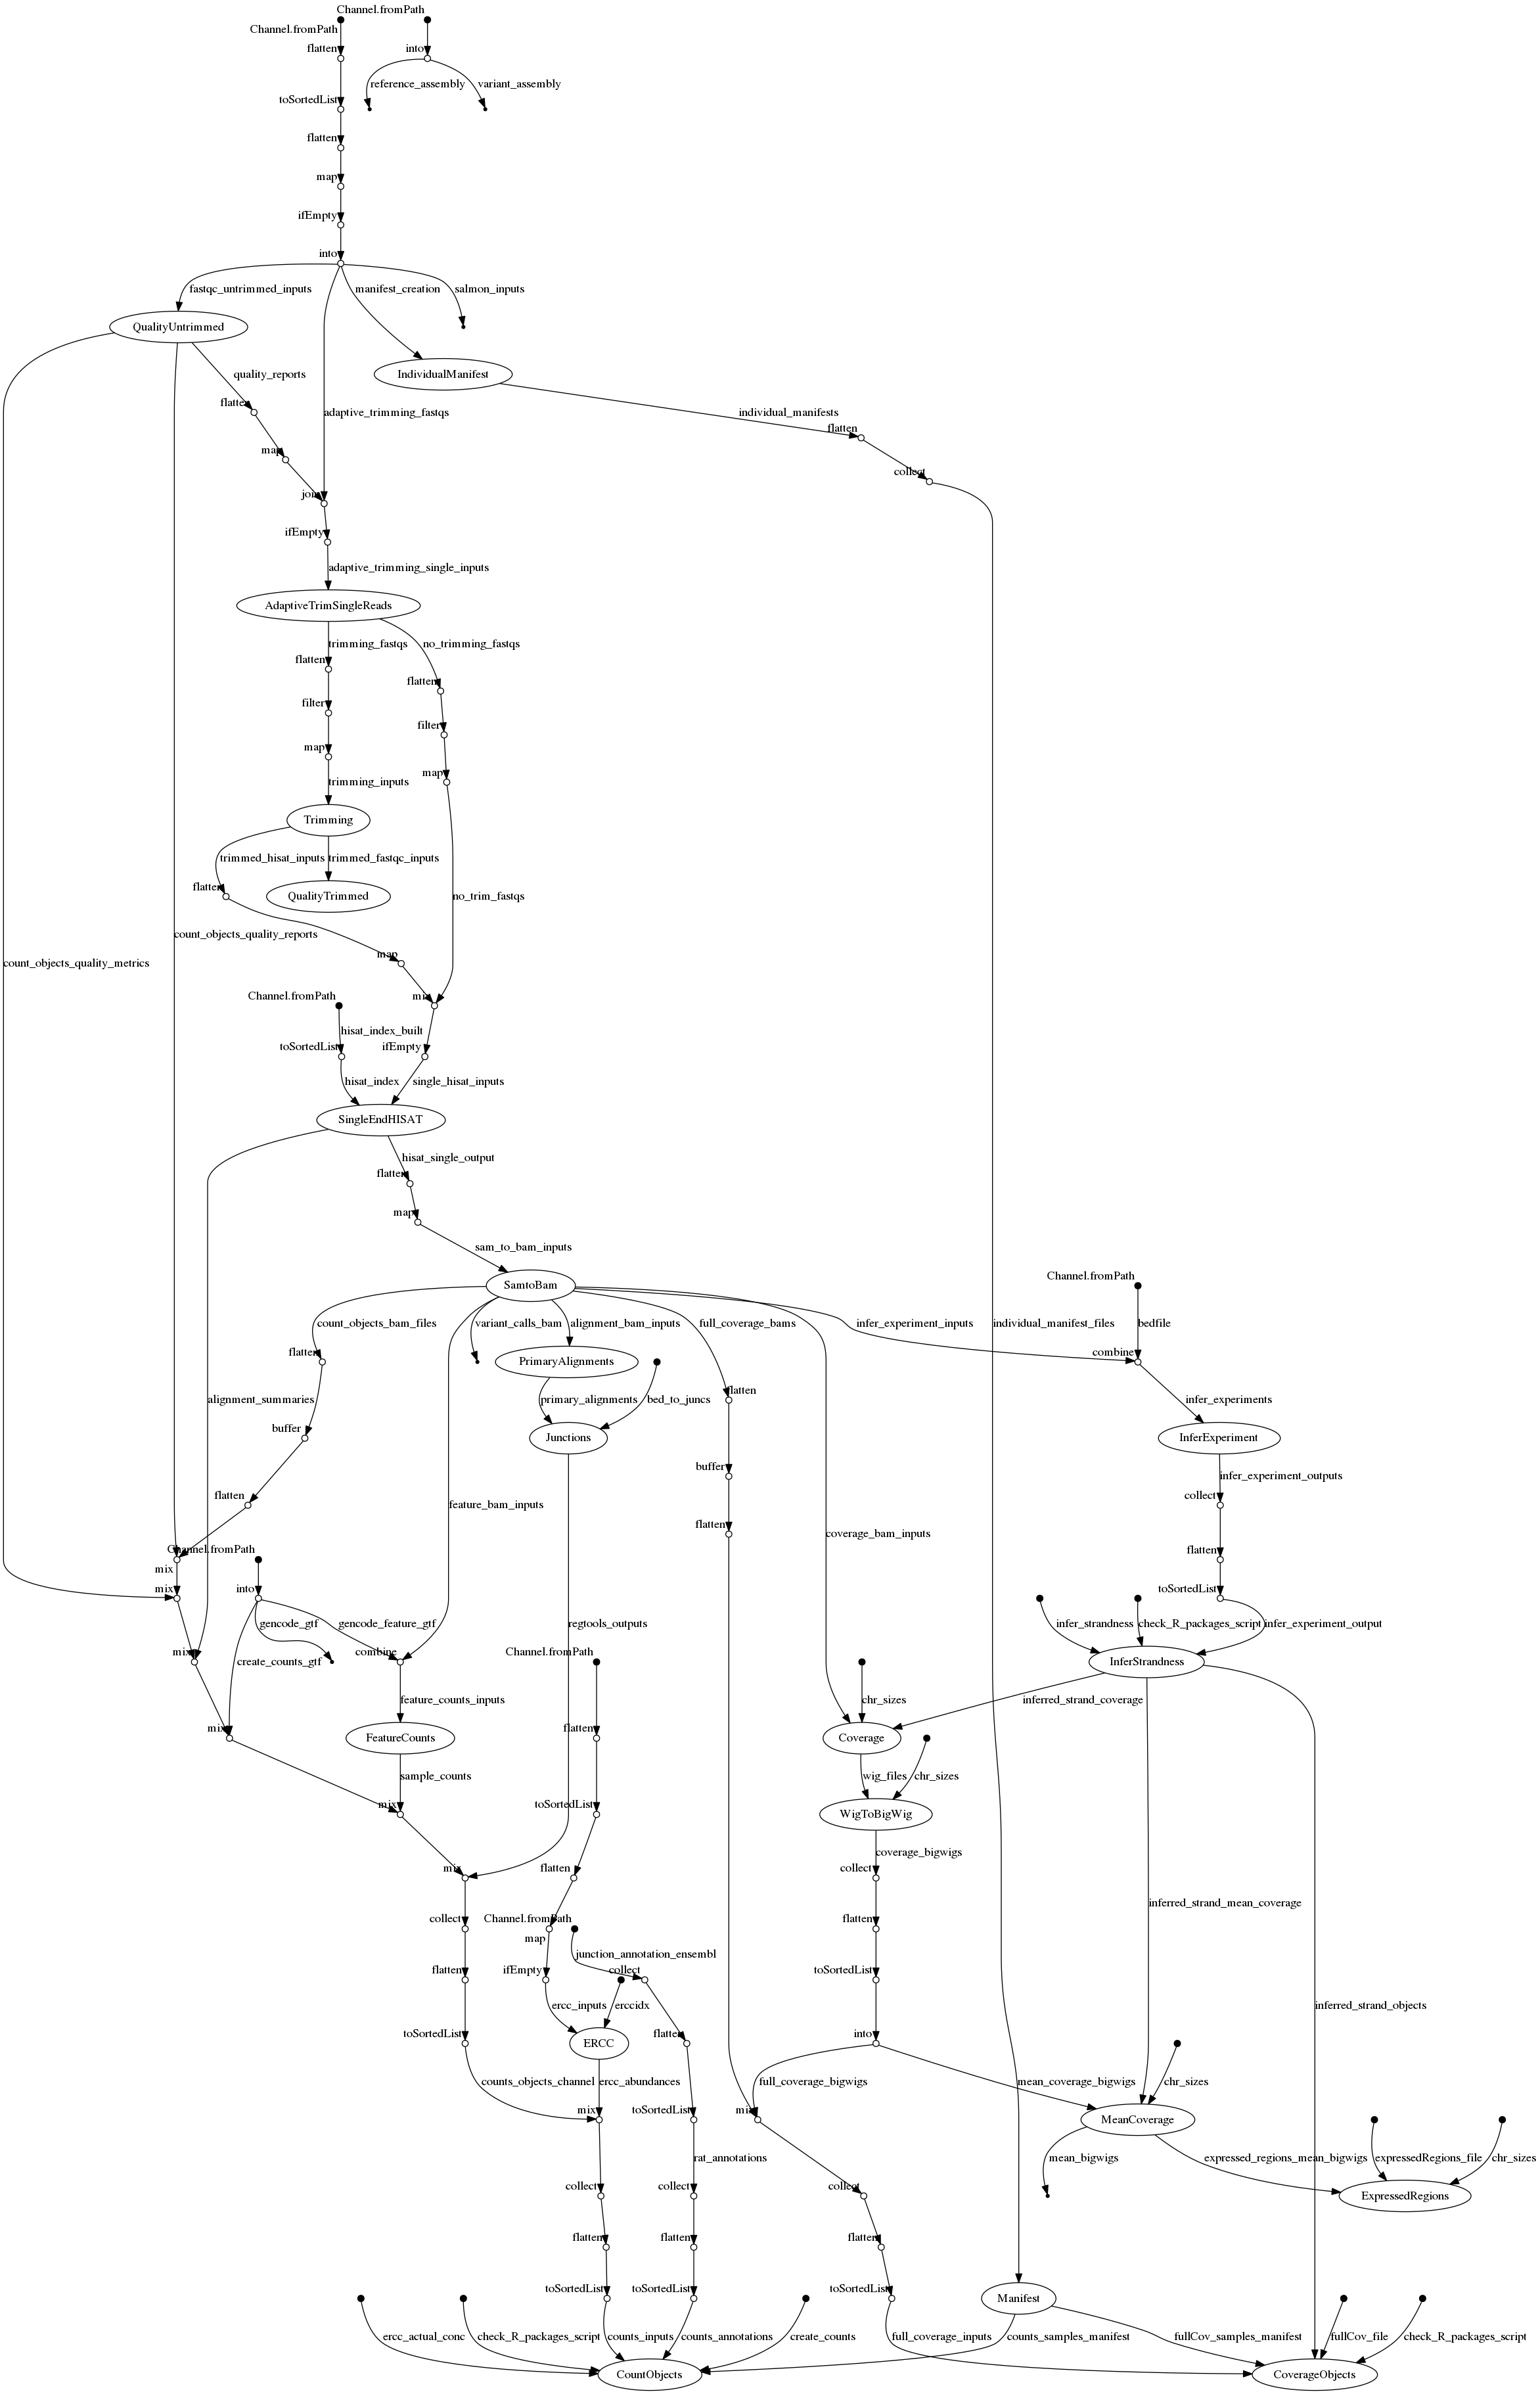 Channel.fromPath
Channel.fromPath
flatten
into
reference_assembly
variant_assembly
toSortedList
flatten
map
ifEmpty
into
fastqc_untrimmed_inputs
manifest_creation
salmon_inputs
QualityUntrimmed
IndividualManifest
quality_reports
flatten
adaptive_trimming_fastqs
individual_manifests
flatten
map
collect
join
ifEmpty
adaptive_trimming_single_inputs
AdaptiveTrimSingleReads
trimming_fastqs
no_trimming_fastqs
flatten
flatten
filter
filter
map
map
trimming_inputs
Trimming
trimmed_hisat_inputs
trimmed_fastqc_inputs
flatten
QualityTrimmed
no_trim_fastqs
count_objects_quality_reports
map
count_objects_quality_metrics
Channel.fromPath
mix
hisat_index_built
toSortedList
ifEmpty
hisat_index
single_hisat_inputs
SingleEndHISAT
hisat_single_output
flatten
map
sam_to_bam_inputs
Channel.fromPath
SamtoBam
count_objects_bam_files
variant_calls_bam
alignment_bam_inputs
full_coverage_bams
infer_experiment_inputs
individual_manifest_files
bedfile
flatten
PrimaryAlignments
combine
flatten
alignment_summaries
primary_alignments
bed_to_juncs
infer_experiments
buffer
Junctions
InferExperiment
buffer
infer_experiment_outputs
flatten
collect
feature_bam_inputs
flatten
coverage_bam_inputs
Channel.fromPath
flatten
mix
mix
into
toSortedList
gencode_gtf
gencode_feature_gtf
regtools_outputs
infer_strandness
check_R_packages_script
infer_experiment_output
mix
create_counts_gtf
combine
Channel.fromPath
InferStrandness
feature_counts_inputs
chr_sizes
inferred_strand_coverage
mix
FeatureCounts
flatten
Coverage
sample_counts
wig_files
chr_sizes
mix
toSortedList
WigToBigWig
coverage_bigwigs
mix
flatten
collect
inferred_strand_mean_coverage
collect
Channel.fromPath
map
flatten
junction_annotation_ensembl
flatten
ifEmpty
collect
toSortedList
ercc_inputs
erccidx
inferred_strand_objects
toSortedList
ERCC
flatten
into
counts_objects_channel
ercc_abundances
full_coverage_bigwigs
mean_coverage_bigwigs
chr_sizes
mix
toSortedList
mix
MeanCoverage
rat_annotations
mean_bigwigs
expressed_regions_mean_bigwigs
expressedRegions_file
chr_sizes
collect
collect
collect
ExpressedRegions
flatten
flatten
flatten
toSortedList
toSortedList
toSortedList
Manifest
ercc_actual_conc
check_R_packages_script
counts_inputs
counts_annotations
create_counts
full_coverage_inputs
counts_samples_manifest
fullCov_samples_manifest
fullCov_file
check_R_packages_script
CountObjects
CoverageObjects